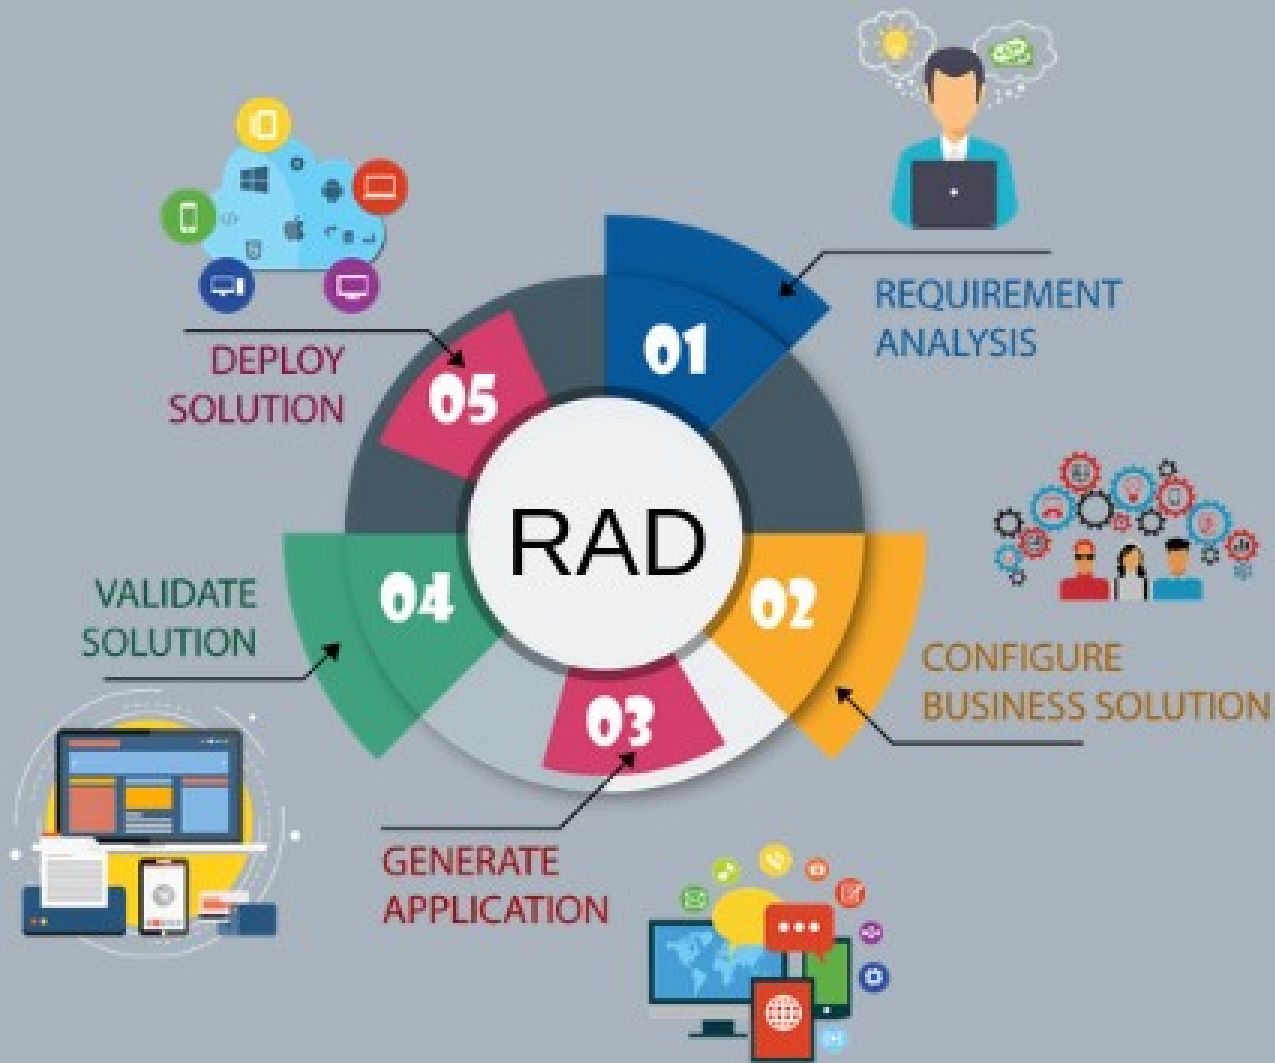 01
REQUIREMENT
ANALYSIS
02
CONFIGURE
BUSINESS SOLUTION
03
GENERATE
APPLICATION
04
VALIDATE
SOLUTION
05
DEPLOY
SOLUTION
RAD